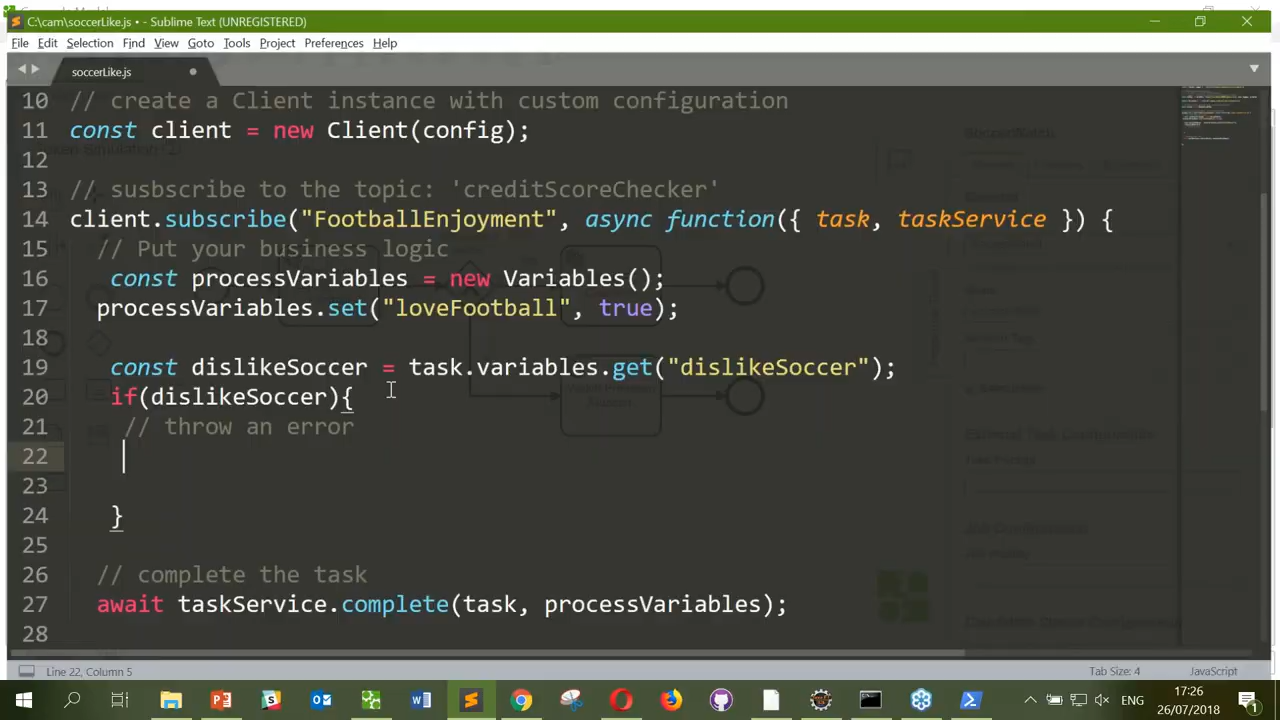 C:\cam\soccerLike.js • - Sublime Text (UNREGISTERED)
File Edit Selection Find View Goto Tools Project Preferences Help
soccerLike.js
10 // create a Client instance with custom configuration
11 const client = new Client(config);
12
13 // susbscribe to the topic: 'creditScoreChecker'
14 client.subscribe("FootballEnjoyment", async function({ task, taskService }) {
15 // Put your business logic
16 const processVariables = new Variables();
17 processVariables.set("loveFootball", true);
18
19 const dislikeSoccer = task.variables.get("dislikeSoccer");
20 if(dislikeSoccer){
21 // throw an error
22
23
24 }
25
26 // complete the task
27 await taskService.complete(task, processVariables);
28
Line 22, Column 5
Tab Size: 4
JavaScript
ENG
17:26
26/07/2018
1